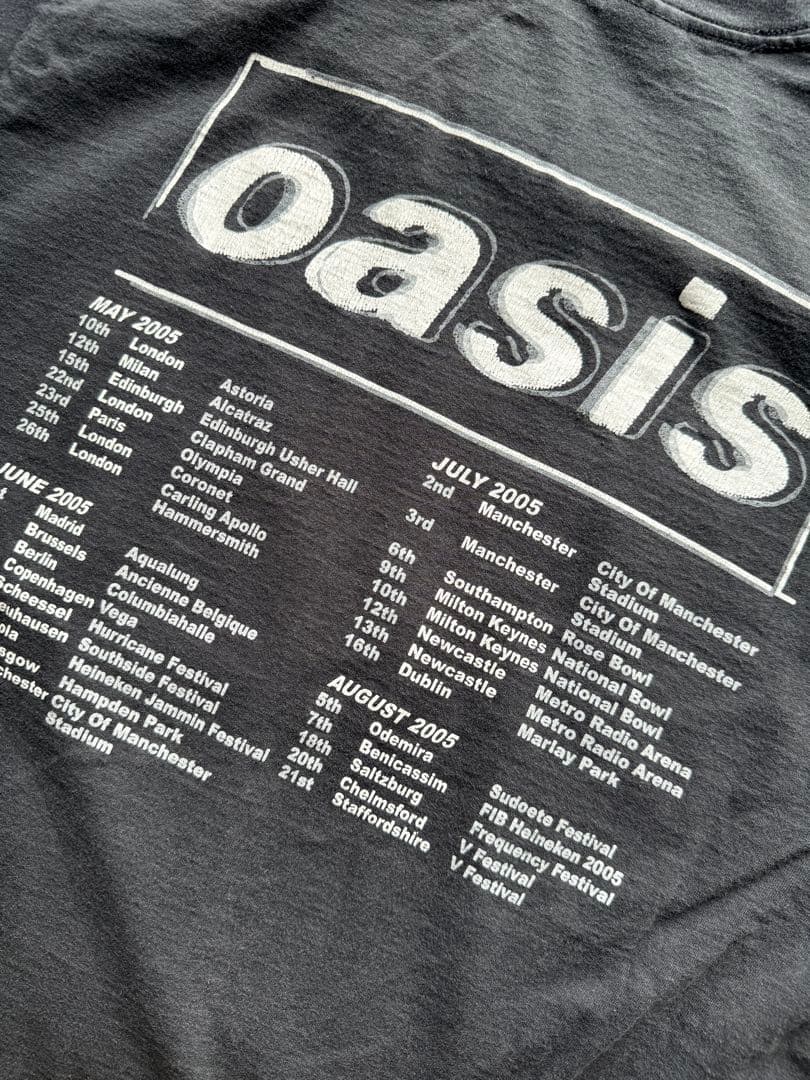 oasis
MAY 2005
10th London Astoria
12th Milan Alcatraz
15th Edinburgh Edinburgh Usher Hall
22nd London Clapham Grand
23rd Paris Olympia
25th London Coronet
26th London Carling Apollo
Hammersmith
JUNE 2005
Madrid Aqualung
Brussels Ancienne Belgique
Berlin Columbiahalle
Copenhagen Vega
Scheessel Hurricane Festival
Southside Festival
Heineken Jammin Festival
Hampden Park
City Of Manchester
Stadium
JULY 2005
2nd Manchester City Of Manchester
Stadium
3rd Manchester City Of Manchester
Stadium
6th Southampton Rose Bowl
9th Milton Keynes National Bowl
10th Milton Keynes National Bowl
12th Newcastle Metro Radio Arena
13th Newcastle Metro Radio Arena
16th Dublin Marlay Park
AUGUST 2005
5th Odemira Sudoete Festival
7th Benicassim FIB Heineken 2005
18th Saltzburg Frequency Festival
20th Chelmsford V Festival
21st Staffordshire V Festival